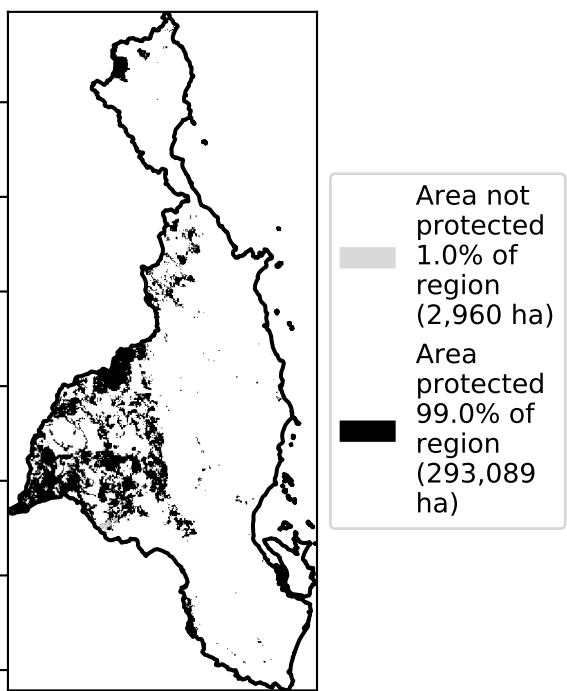 Area not
protected
1.0% of
region
(2,960 ha)
Area
protected
99.0% of
region
(293,089
ha)